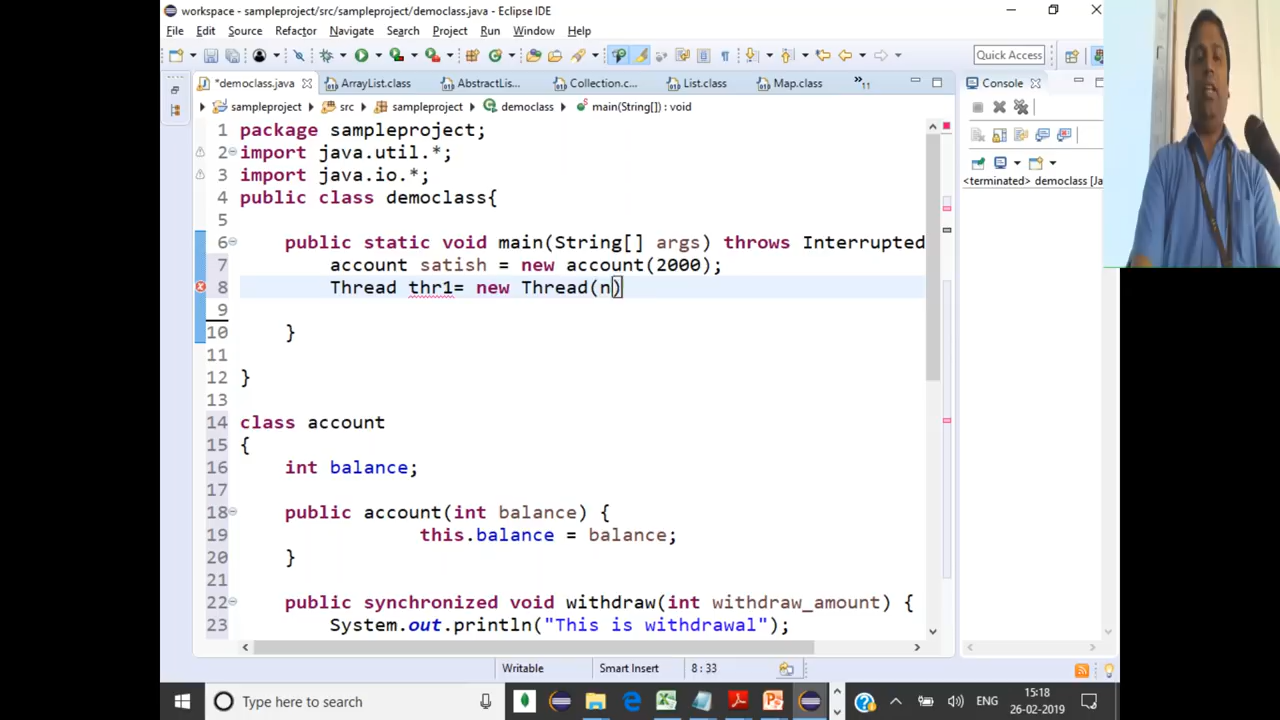 workspace - sampleproject/src/sampleproject/democlass.java - Eclipse IDE
File Edit Source Refactor Navigate Search Project Run Window Help
Quick Access
*democlass.java ArrayList.class AbstractLis... Collection.c... List.class Map.class »11 Console
sampleproject src sampleproject democlass main(String[]) : void
1 package sampleproject;
2 import java.util.*;
3 import java.io.*;
4 public class democlass{
5
6 public static void main(String[] args) throws Interrupted
7 account satish = new account(2000);
8 Thread thr1= new Thread(n)
9
10 }
11
12 }
13
14 class account
15 {
16 int balance;
17
18 public account(int balance) {
19 this.balance = balance;
20 }
21
22 public synchronized void withdraw(int withdraw_amount) {
23 System.out.println("This is withdrawal");
<terminated> democlass [Ja
Writable Smart Insert 8 : 33
Type here to search
ENG
15:18
26-02-2019